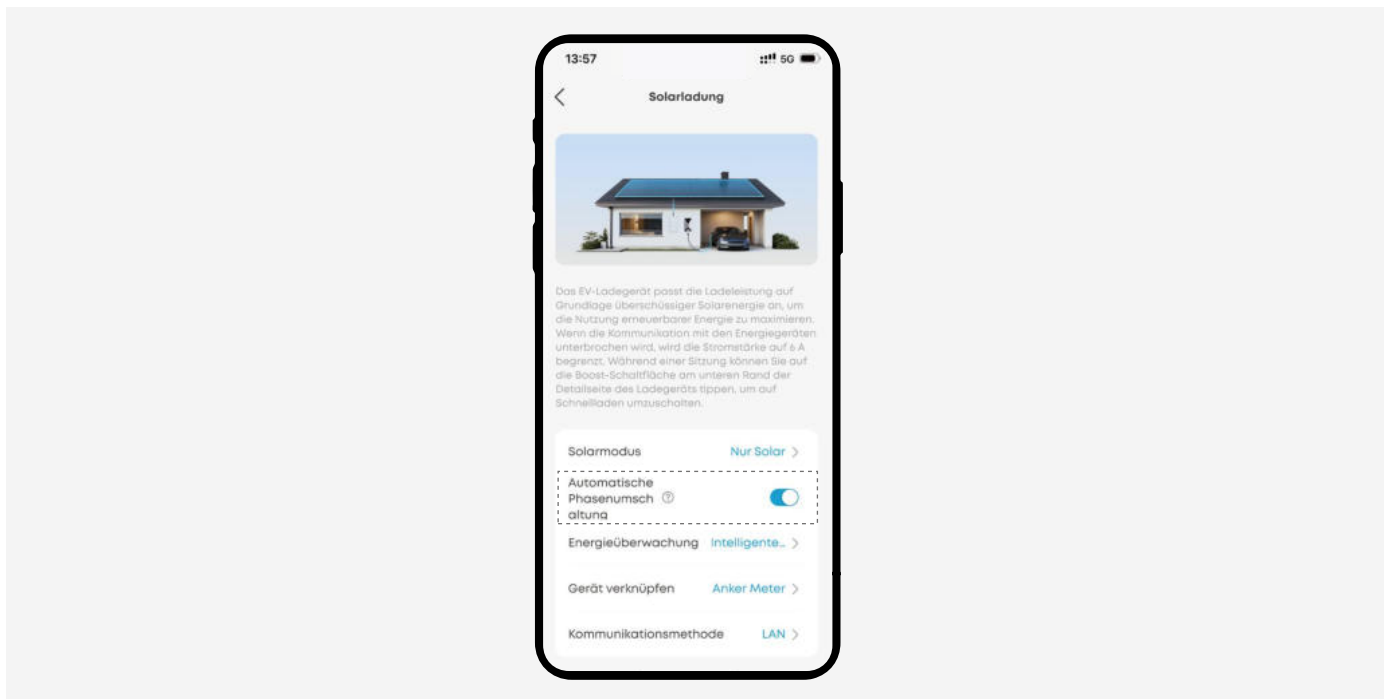 13:57
5G
Solarladung
Das EV-Ladegerät passt die Ladeleistung auf
Grundlage überschüssiger Solarenergie an, um
die Nutzung erneuerbarer Energie zu maximieren.
Wenn die Kommunikation mit den Energiegeräten
unterbrochen wird, wird die Stromstärke auf 6 A
begrenzt. Während einer Sitzung können Sie auf
die Boost-Schaltfläche am unteren Rand der
Detailseite des Ladegeräts tippen, um auf
Schnellladen umzuschalten.
Solarmodus Nur Solar
Automatische
Phasenumsch
altung
Energieüberwachung Intelligente...
Gerät verknüpfen Anker Meter
Kommunikationsmethode LAN